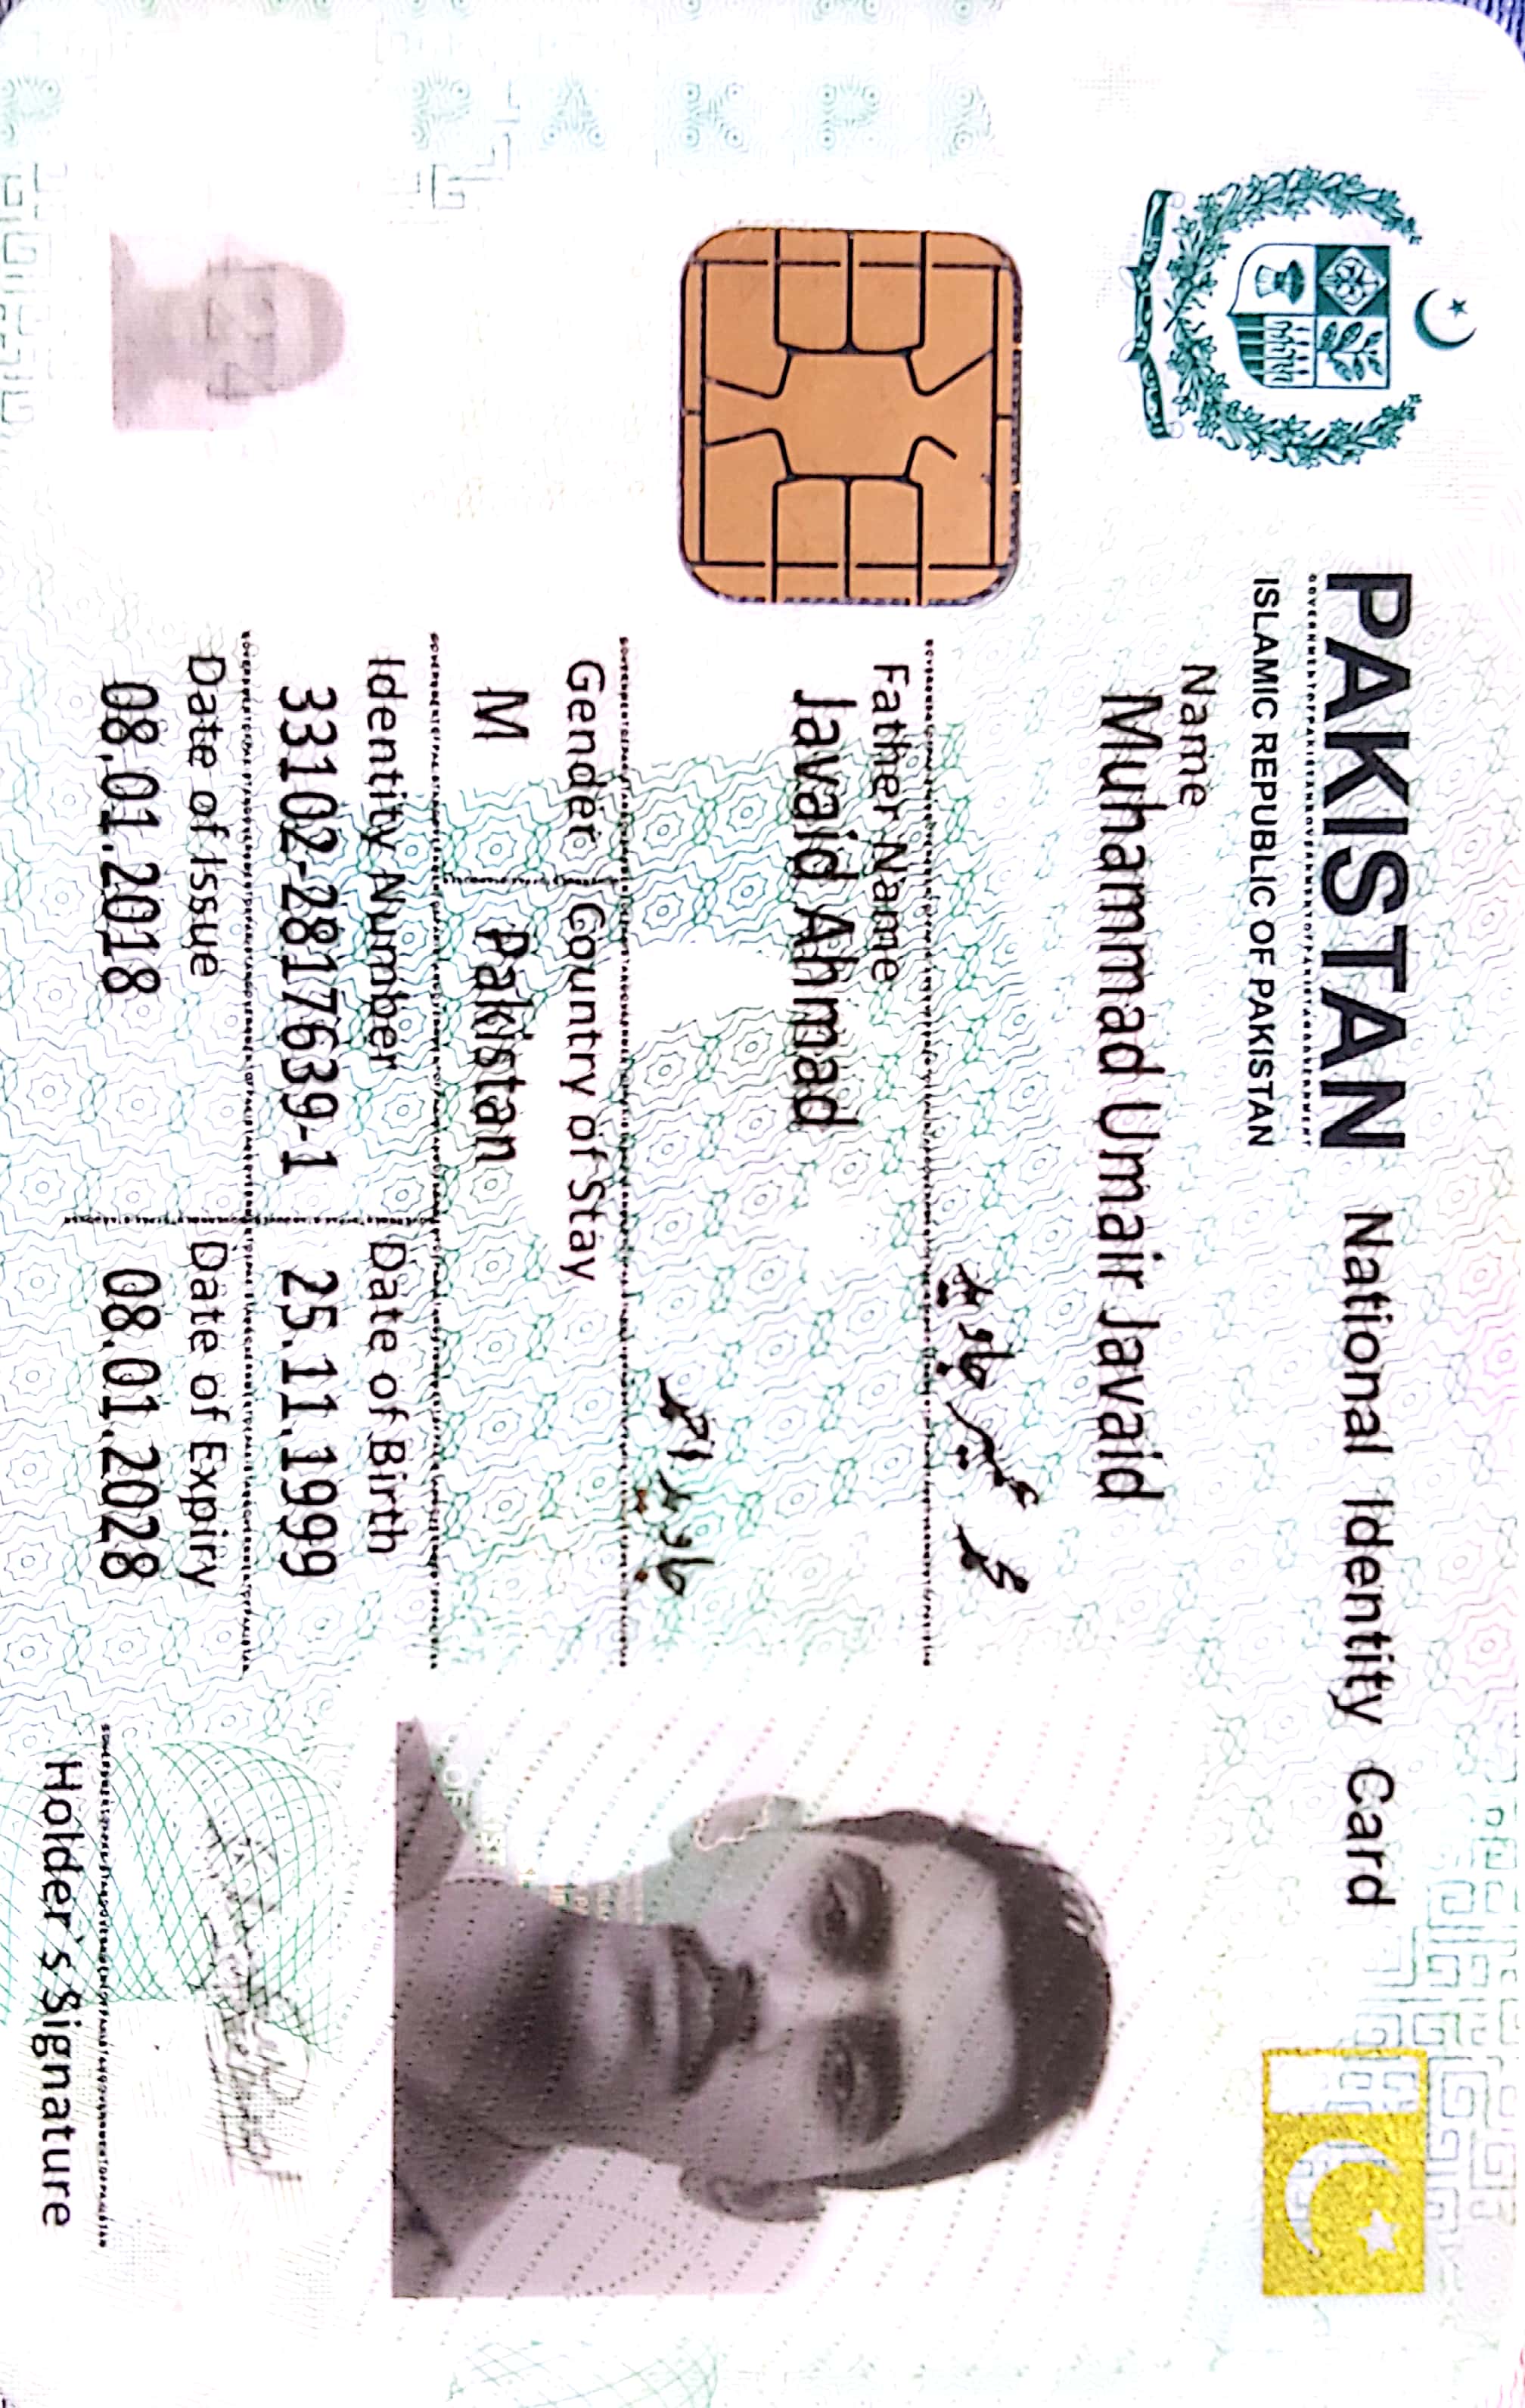 PAKISTAN National Identity Card
ISLAMIC REPUBLIC OF PAKISTAN
Name
Muhammad Umair Javaid
محمد عمیر جاوید
Father Name
Javaid Ahmad
جاوید احمد
Gender Country of Stay
M Pakistan
Identity Number Date of Birth
33102-2817639-1 25.11.1999
Date of Issue Date of Expiry
08.01.2018 08.01.2028
Holder's Signature